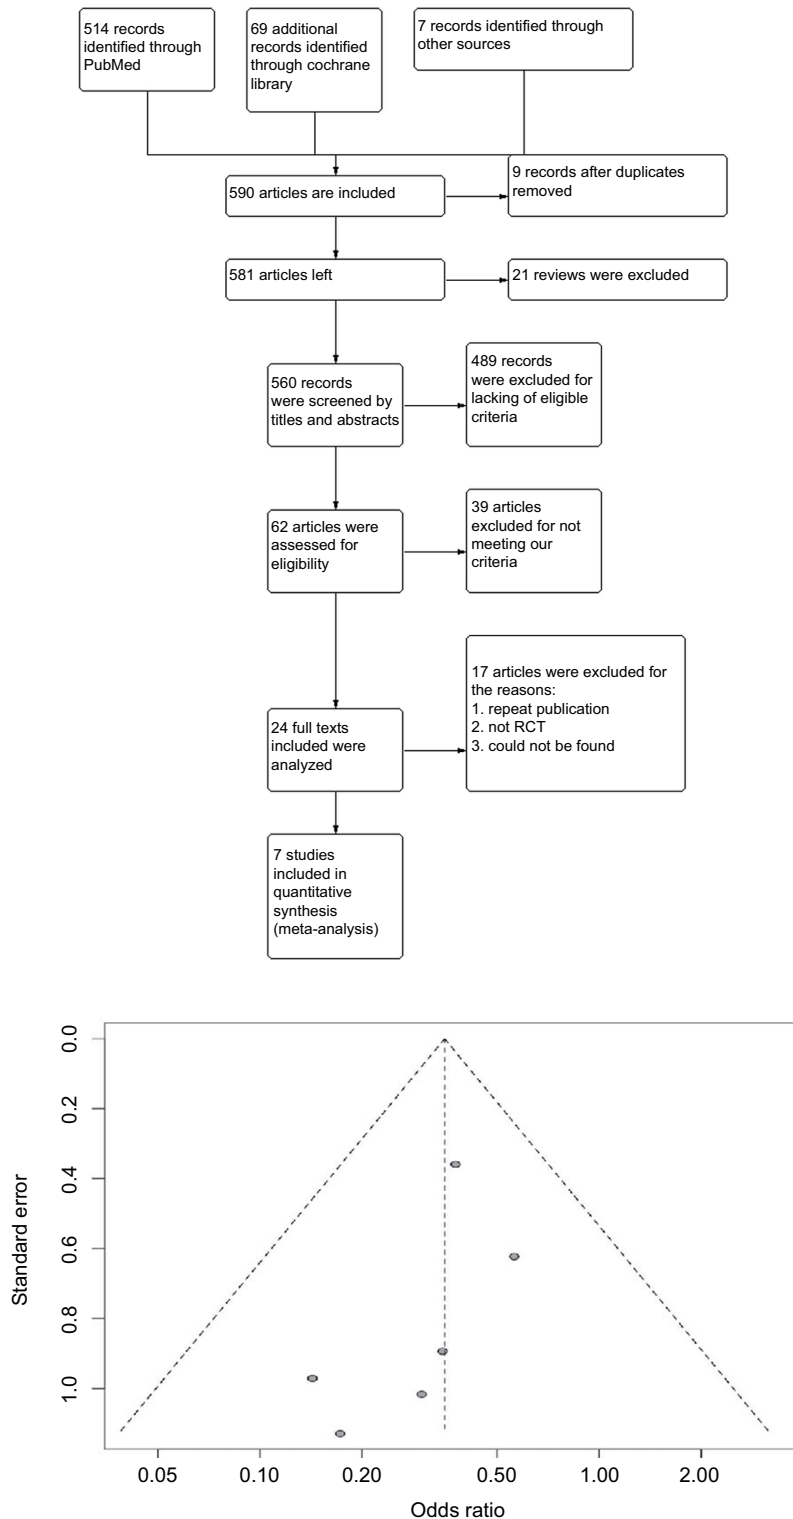 514 records
identified through
PubMed
69 additional
records identified
through cochrane
library
7 records identified through
other sources
590 articles are included
9 records after duplicates
removed
581 articles left
21 reviews were excluded
560 records
were screened by
titles and abstracts
489 records
were excluded for
lacking of eligible
criteria
62 articles were
assessed for
eligibility
39 articles
excluded for not
meeting our
criteria
24 full texts
included were
analyzed
17 articles were excluded for
the reasons:
1. repeat publication
2. not RCT
3. could not be found
7 studies
included in
quantitative
synthesis
(meta-analysis)
Standard error
0.0
0.2
0.4
0.6
0.8
1.0
0.05 0.10 0.20 0.50 1.00 2.00
Odds ratio